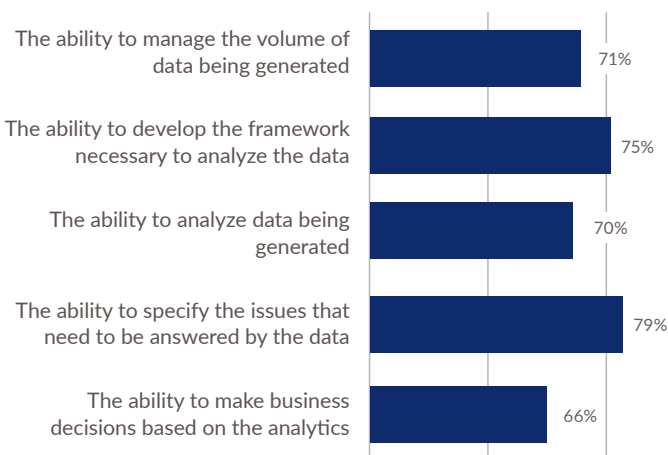 The ability to manage the volume of
data being generated
71%
The ability to develop the framework
necessary to analyze the data
75%
The ability to analyze data being
generated
70%
The ability to specify the issues that
need to be answered by the data
79%
The ability to make business
decisions based on the analytics
66%